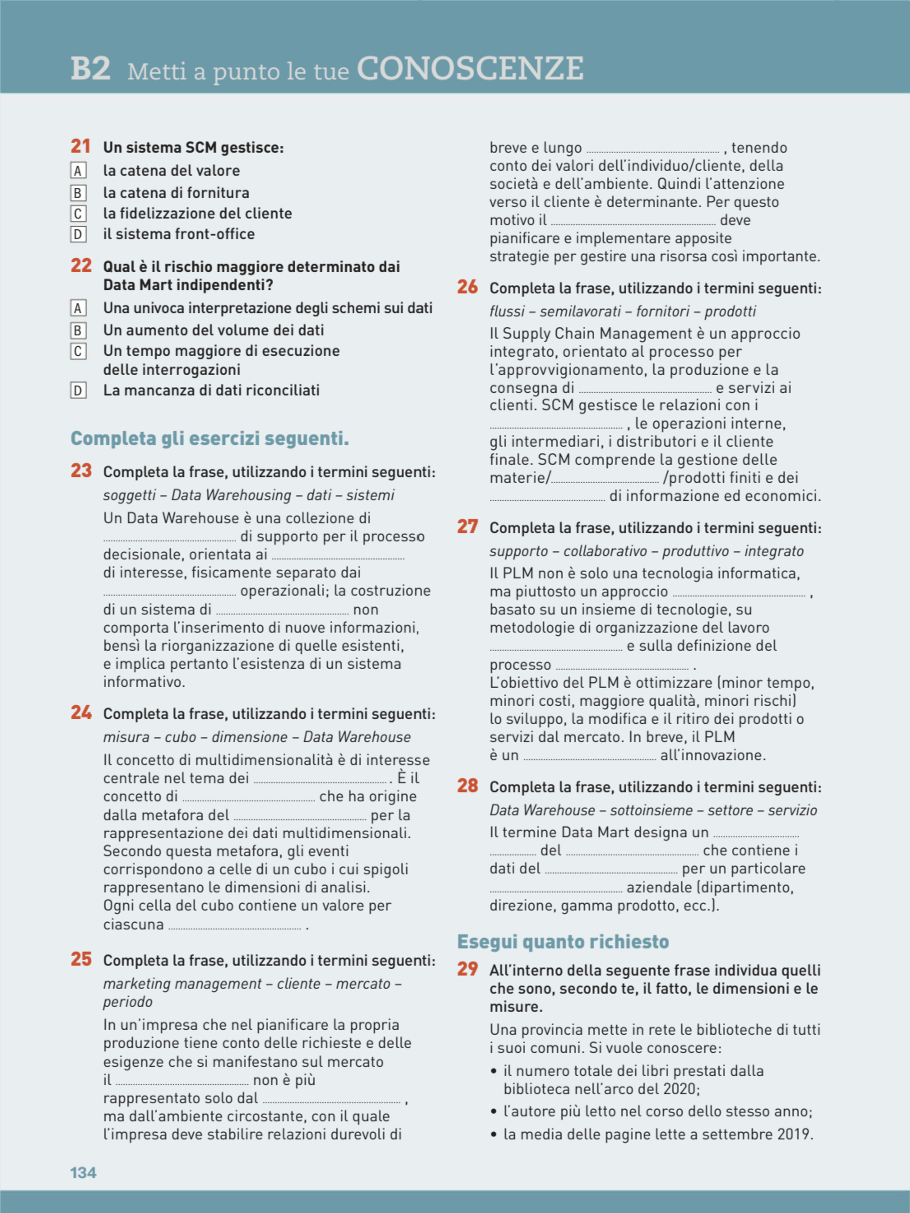 B2 Metti a punto le tue CONOSCENZE
21 Un sistema SCM gestisce:
A la catena del valore
B la catena di fornitura
C la fidelizzazione del cliente
D il sistema front-office
22 Qual è il rischio maggiore determinato dai
Data Mart indipendenti?
A Una univoca interpretazione degli schemi sui dati
B Un aumento del volume dei dati
C Un tempo maggiore di esecuzione
delle interrogazioni
D La mancanza di dati riconciliati
Completa gli esercizi seguenti.
23 Completa la frase, utilizzando i termini seguenti:
soggetti – Data Warehousing – dati – sistemi
Un Data Warehouse è una collezione di
.................... di supporto per il processo
decisionale, orientata ai ....................
di interesse, fisicamente separato dai
.................... operazionali; la costruzione
di un sistema di .................... non
comporta l'inserimento di nuove informazioni,
bensì la riorganizzazione di quelle esistenti,
e implica pertanto l'esistenza di un sistema
informativo.
24 Completa la frase, utilizzando i termini seguenti:
misura – cubo – dimensione – Data Warehouse
Il concetto di multidimensionalità è di interesse
centrale nel tema dei .................... . È il
concetto di .................... che ha origine
dalla metafora del .................... per la
rappresentazione dei dati multidimensionali.
Secondo questa metafora, gli eventi
corrispondono a celle di un cubo i cui spigoli
rappresentano le dimensioni di analisi.
Ogni cella del cubo contiene un valore per
ciascuna .................... .
25 Completa la frase, utilizzando i termini seguenti:
marketing management – cliente – mercato –
periodo
In un'impresa che nel pianificare la propria
produzione tiene conto delle richieste e delle
esigenze che si manifestano sul mercato
il .................... non è più
rappresentato solo dal .................... ,
ma dall'ambiente circostante, con il quale
l'impresa deve stabilire relazioni durevoli di
breve e lungo .................... , tenendo
conto dei valori dell'individuo/cliente, della
società e dell'ambiente. Quindi l'attenzione
verso il cliente è determinante. Per questo
motivo il .................... deve
pianificare e implementare apposite
strategie per gestire una risorsa così importante.
26 Completa la frase, utilizzando i termini seguenti:
flussi – semilavorati – fornitori – prodotti
Il Supply Chain Management è un approccio
integrato, orientato al processo per
l'approvvigionamento, la produzione e la
consegna di .................... e servizi ai
clienti. SCM gestisce le relazioni con i
.................... , le operazioni interne,
gli intermediari, i distributori e il cliente
finale. SCM comprende la gestione delle
materie/.................... /prodotti finiti e dei
.................... di informazione ed economici.
27 Completa la frase, utilizzando i termini seguenti:
supporto – collaborativo – produttivo – integrato
Il PLM non è solo una tecnologia informatica,
ma piuttosto un approccio .................... ,
basato su un insieme di tecnologie, su
metodologie di organizzazione del lavoro
.................... e sulla definizione del
processo .................... .
L'obiettivo del PLM è ottimizzare (minor tempo,
minori costi, maggiore qualità, minori rischi)
lo sviluppo, la modifica e il ritiro dei prodotti o
servizi dal mercato. In breve, il PLM
è un .................... all'innovazione.
28 Completa la frase, utilizzando i termini seguenti:
Data Warehouse – sottoinsieme – settore – servizio
Il termine Data Mart designa un ....................
.......... del .................... che contiene i
dati del .................... per un particolare
.................... aziendale (dipartimento,
direzione, gamma prodotto, ecc.).
Esegui quanto richiesto
29 All'interno della seguente frase individua quelli
che sono, secondo te, il fatto, le dimensioni e le
misure.
Una provincia mette in rete le biblioteche di tutti
i suoi comuni. Si vuole conoscere:
• il numero totale dei libri prestati dalla
biblioteca nell'arco del 2020;
• l'autore più letto nel corso dello stesso anno;
• la media delle pagine lette a settembre 2019.
134